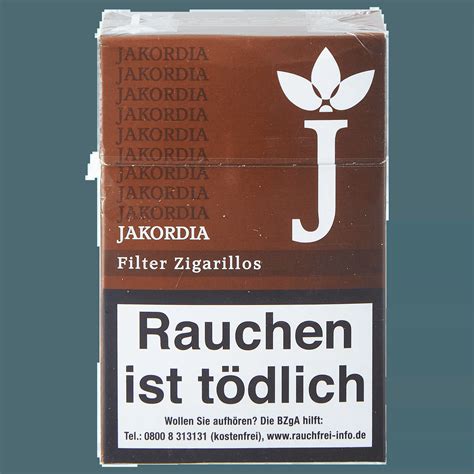 JAKORDIA
JAKORDIA
JAKORDIA
JAKORDIA
JAKORDIA
JAKORDIA
JAKORDIA
JAKORDIA
JAKORDIA
JAKORDIA
J
Filter Zigarillos
Rauchen
ist tödlich
Wollen Sie aufhören? Die BZgA hilft:
Tel.: 0800 8 313131 (kostenfrei), www.rauchfrei-info.de